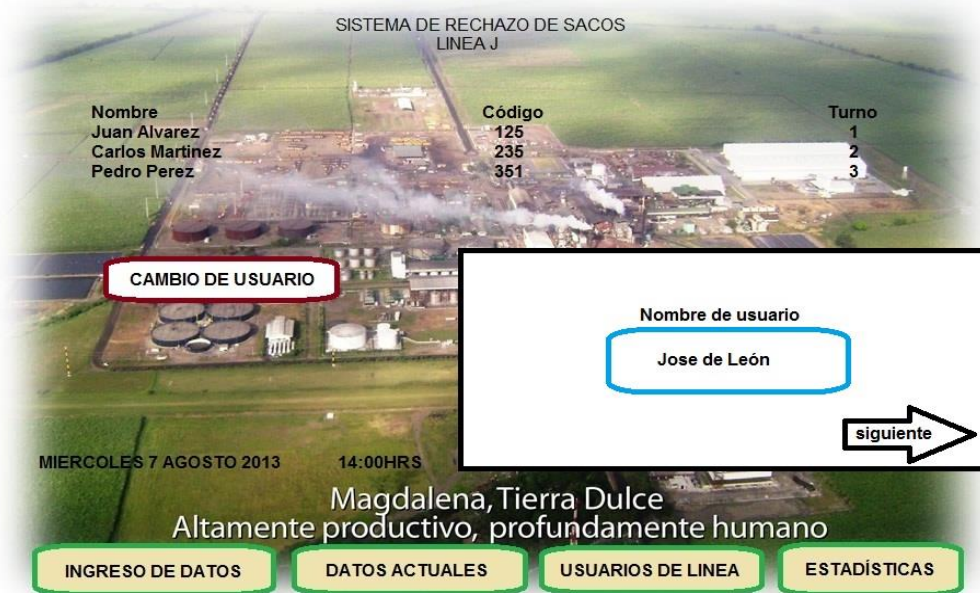 SISTEMA DE RECHAZO DE SACOS
LINEA J
Nombre Código Turno
Juan Alvarez 125 1
Carlos Martinez 235 2
Pedro Perez 351 3
CAMBIO DE USUARIO
Nombre de usuario
Jose de León
siguiente
MIERCOLES 7 AGOSTO 2013 14:00HRS
Magdalena, Tierra Dulce
Altamente productivo, profundamente humano
INGRESO DE DATOS DATOS ACTUALES USUARIOS DE LINEA ESTADÍSTICAS